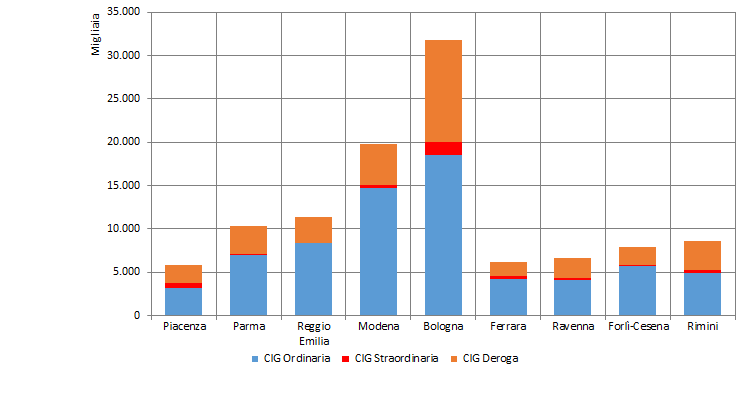 Migliaia
35.000
30.000
25.000
20.000
15.000
10.000
5.000
0
Piacenza
Parma
Reggio
Emilia
Modena
Bologna
Ferrara
Ravenna
Forlì-Cesena
Rimini
CIG Ordinaria
CIG Straordinaria
CIG Deroga